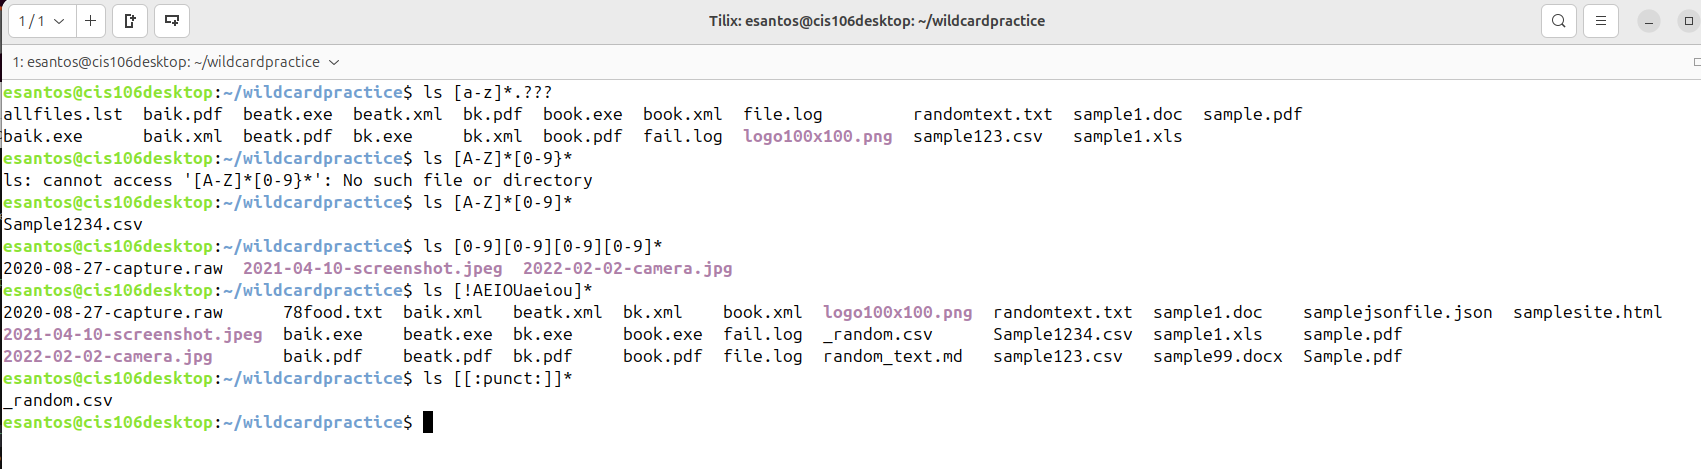 1 / 1
Tilix: esantos@cis106desktop: ~/wildcardpractice
1: esantos@cis106desktop: ~/wildcardpractice
esantos@cis106desktop:~/wildcardpractice$ ls [a-z]*.???
allfiles.lst  baik.pdf  beatk.exe  beatk.xml  bk.pdf  book.exe  book.xml  file.log         randomtext.txt  sample1.doc  sample.pdf
baik.exe      baik.xml  beatk.pdf  bk.exe     bk.xml  book.pdf  fail.log  logo100x100.png  sample123.csv   sample1.xls
esantos@cis106desktop:~/wildcardpractice$ ls [A-Z]*[0-9}*
ls: cannot access '[A-Z]*[0-9}*': No such file or directory
esantos@cis106desktop:~/wildcardpractice$ ls [A-Z]*[0-9]*
Sample1234.csv
esantos@cis106desktop:~/wildcardpractice$ ls [0-9][0-9][0-9][0-9]*
2020-08-27-capture.raw  2021-04-10-screenshot.jpeg  2022-02-02-camera.jpg
esantos@cis106desktop:~/wildcardpractice$ ls [!AEIOUaeiou]*
2020-08-27-capture.raw      78food.txt  baik.xml   beatk.xml  bk.xml    book.xml  logo100x100.png  randomtext.txt  sample1.doc    samplejsonfile.json  samplesite.html
2021-04-10-screenshot.jpeg  baik.exe    beatk.exe  bk.exe     book.exe  fail.log  _random.csv      Sample1234.csv  sample1.xls    sample.pdf
2022-02-02-camera.jpg       baik.pdf    beatk.pdf  bk.pdf     book.pdf  file.log  random_text.md   sample123.csv   sample99.docx  Sample.pdf
esantos@cis106desktop:~/wildcardpractice$ ls [[:punct:]]*
_random.csv
esantos@cis106desktop:~/wildcardpractice$